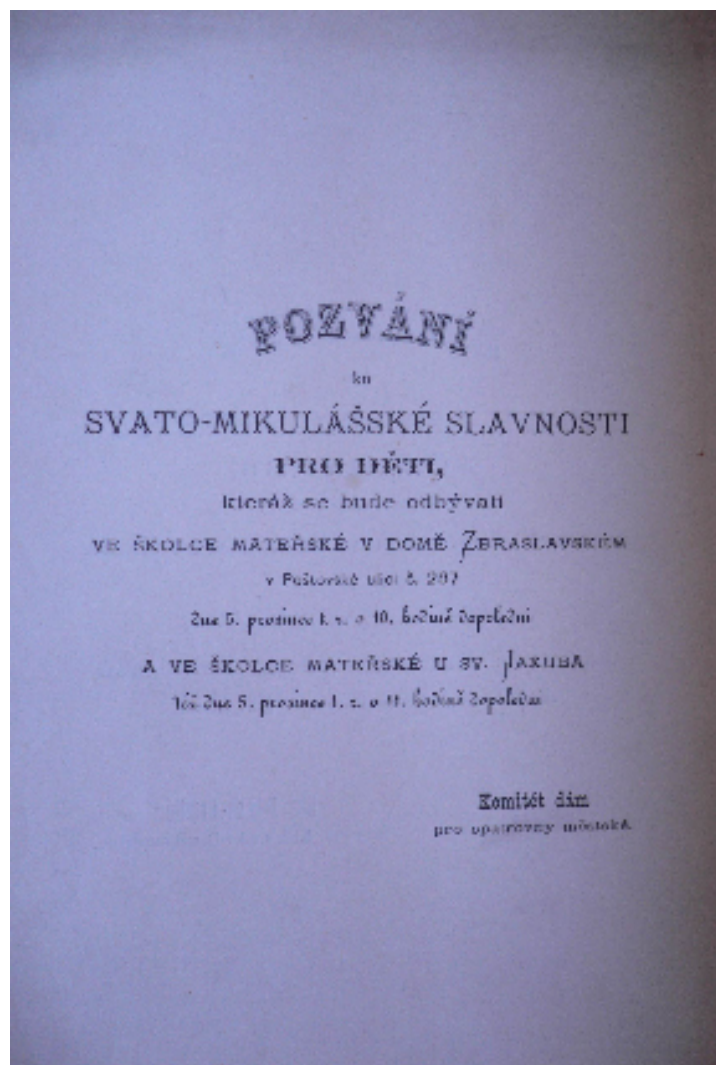 POZVÁNÍ
ku
SVATO-MIKULÁŠSKÉ SLAVNOSTI
PRO DĚTI,
kteráž se bude odbývati
VE ŠKOLCE MATEŘSKÉ V DOMĚ ZBRASLAVSKÉM
v Poštovské ulici č. 297
dne 5. prosince t. r. o 10. hodině dopolední
A VE ŠKOLCE MATEŘSKÉ U SV. JAKUBA
též dne 5. prosince t. r. o 11. hodině dopolední
Komitét dám
pro opatrovny městské.